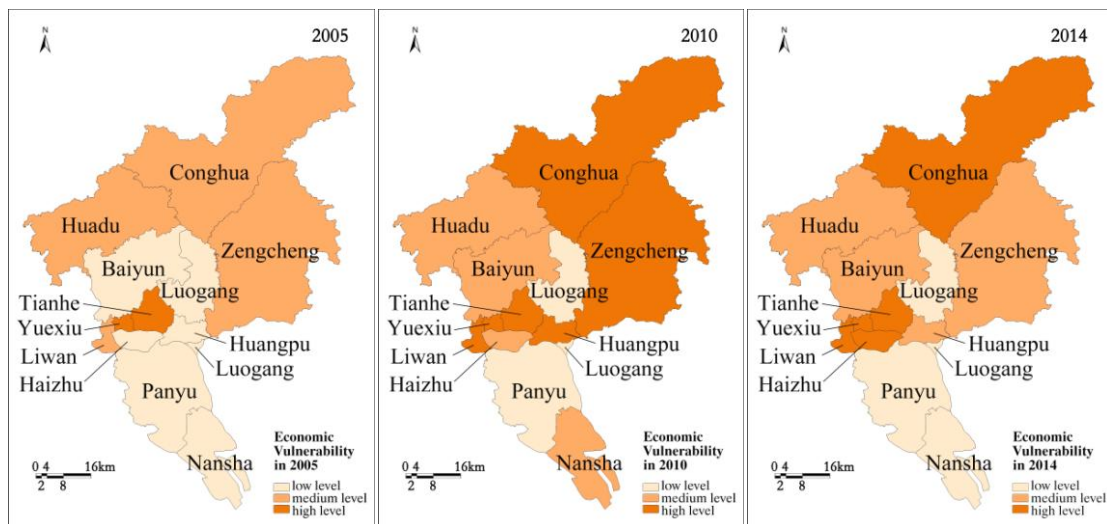 N
2005
Conghua
Huadu
Zengcheng
Baiyun
Luogang
Tianhe
Yuexiu
Liwan
Huangpu
Luogang
Haizhu
Panyu
Nansha
Economic
Vulnerability
in 2005
low level
medium level
high level
0 4 16km
2 8
N
2010
Conghua
Huadu
Zengcheng
Baiyun
Luogang
Tianhe
Yuexiu
Liwan
Huangpu
Luogang
Haizhu
Panyu
Nansha
Economic
Vulnerability
in 2010
low level
medium level
high level
0 4 16km
2 8
N
2014
Conghua
Huadu
Zengcheng
Baiyun
Luogang
Tianhe
Yuexiu
Liwan
Huangpu
Luogang
Haizhu
Panyu
Nansha
Economic
Vulnerability
in 2014
low level
medium level
high level
0 4 16km
2 8